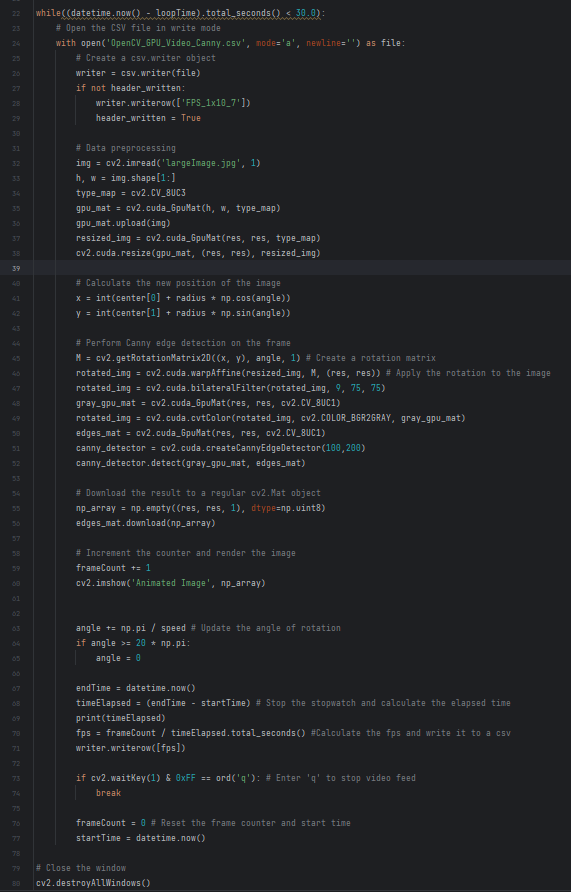 22 while((datetime.now() - loopTime).total_seconds() < 30.0):
23 # Open the CSV file in write mode
24 with open('OpenCV_GPU_Video_Canny.csv', mode='a', newline='') as file:
25 # Create a csv.writer object
26 writer = csv.writer(file)
27 if not header_written:
28 writer.writerow(['FPS_1x10_7'])
29 header_written = True
30
31 # Data preprocessing
32 img = cv2.imread('largeImage.jpg', 1)
33 h, w = img.shape[1:]
34 type_map = cv2.CV_8UC3
35 gpu_mat = cv2.cuda_GpuMat(h, w, type_map)
36 gpu_mat.upload(img)
37 resized_img = cv2.cuda_GpuMat(res, res, type_map)
38 cv2.cuda.resize(gpu_mat, (res, res), resized_img)
39
40 # Calculate the new position of the image
41 x = int(center[0] + radius * np.cos(angle))
42 y = int(center[1] + radius * np.sin(angle))
43
44 # Perform Canny edge detection on the frame
45 M = cv2.getRotationMatrix2D((x, y), angle, 1) # Create a rotation matrix
46 rotated_img = cv2.cuda.warpAffine(resized_img, M, (res, res)) # Apply the rotation to the image
47 rotated_img = cv2.cuda.bilateralFilter(rotated_img, 9, 75, 75)
48 gray_gpu_mat = cv2.cuda_GpuMat(res, res, cv2.CV_8UC1)
49 rotated_img = cv2.cuda.cvtColor(rotated_img, cv2.COLOR_BGR2GRAY, gray_gpu_mat)
50 edges_mat = cv2.cuda_GpuMat(res, res, cv2.CV_8UC1)
51 canny_detector = cv2.cuda.createCannyEdgeDetector(100,200)
52 canny_detector.detect(gray_gpu_mat, edges_mat)
53
54 # Download the result to a regular cv2.Mat object
55 np_array = np.empty((res, res, 1), dtype=np.uint8)
56 edges_mat.download(np_array)
57
58 # Increment the counter and render the image
59 frameCount += 1
60 cv2.imshow('Animated Image', np_array)
61
62
63 angle += np.pi / speed # Update the angle of rotation
64 if angle >= 20 * np.pi:
65 angle = 0
66
67 endTime = datetime.now()
68 timeElapsed = (endTime - startTime) # Stop the stopwatch and calculate the elapsed time
69 print(timeElapsed)
70 fps = frameCount / timeElapsed.total_seconds() #Calculate the fps and write it to a csv
71 writer.writerow([fps])
72
73 if cv2.waitKey(1) & 0xFF == ord('q'): # Enter 'q' to stop video feed
74 break
75
76 frameCount = 0 # Reset the frame counter and start time
77 startTime = datetime.now()
78
79 # Close the window
80 cv2.destroyAllWindows()